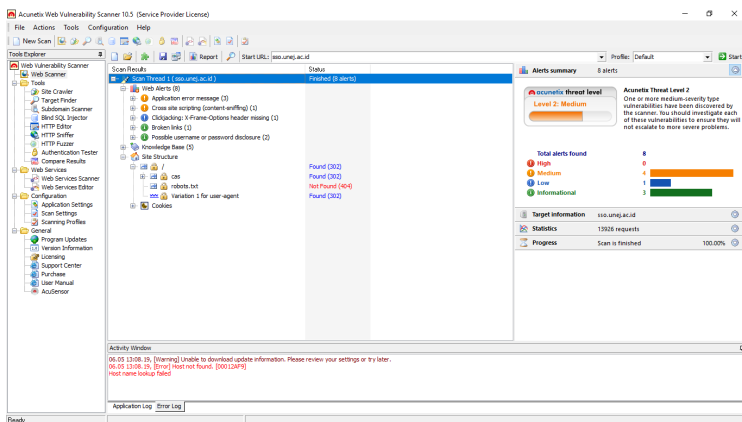 Acunetix Web Vulnerability Scanner 10.5 (Service Provider License)
File Actions Tools Configuration Help
New Scan
Tools Explorer
Report Start URL: sso.unej.ac.id Profile: Default Start
Web Vulnerability Scanner
Web Scanner
Tools
Site Crawler
Target Finder
Subdomain Scanner
Blind SQL Injector
HTTP Editor
HTTP Sniffer
HTTP Fuzzer
Authentication Tester
Compare Results
Web Services
Web Services Scanner
Web Services Editor
Configuration
Application Settings
Scan Settings
Scanning Profiles
General
Program Updates
Version Information
Licensing
Support Center
Purchase
User Manual
AcuSensor
Scan Results Status
Scan Thread 1 ( sso.unej.ac.id ) Finished (8 alerts)
Web Alerts (8)
Application error message (3)
Cross site scripting (content-sniffing) (1)
Clickjacking: X-Frame-Options header missing (1)
Broken links (1)
Possible username or password disclosure (2)
Knowledge Base (5)
Site Structure
/ Found (302)
cas Found (302)
robots.txt Not Found (404)
Variation 1 for user-agent Found (302)
Cookies
Alerts summary 8 alerts
acunetix threat level
Level 2: Medium
Acunetix Threat Level 2
One or more medium-severity type
vulnerabilities have been discovered by
the scanner. You should investigate each
of these vulnerabilities to ensure they will
not escalate to more severe problems.
Total alerts found 8
High 0
Medium 4
Low 1
Informational 3
Target information sso.unej.ac.id
Statistics 13926 requests
Progress Scan is finished 100.00%
Activity Window
06.05 13:08.19, [Warning] Unable to download update information. Please review your settings or try later.
06.05 13:08.19, [Error] Host not found. [00012AF9]
Host name lookup failed
Application Log Error Log
Ready